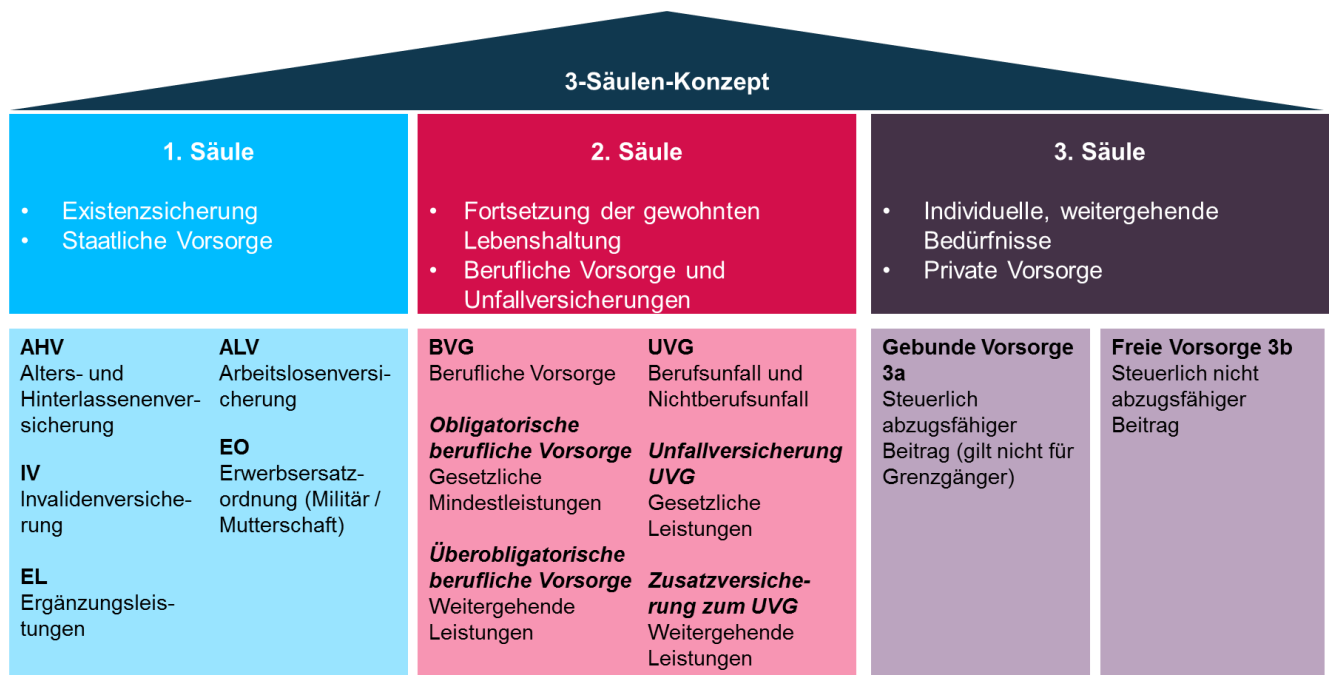 3-Säulen-Konzept
1. Säule
• Existenzsicherung
• Staatliche Vorsorge
2. Säule
• Fortsetzung der gewohnten
Lebenshaltung
• Berufliche Vorsorge und
Unfallversicherungen
3. Säule
• Individuelle, weitergehende
Bedürfnisse
• Private Vorsorge
AHV
Alters- und
Hinterlassenenver-
sicherung
IV
Invalidenversiche-
rung
EL
Ergänzungsleis-
tungen
ALV
Arbeitslosenversi-
cherung
EO
Erwerbsersatz-
ordnung (Militär /
Mutterschaft)
BVG
Berufliche Vorsorge
Obligatorische
berufliche Vorsorge
Gesetzliche
Mindestleistungen
Überobligatorische
berufliche Vorsorge
Weitergehende
Leistungen
UVG
Berufsunfall und
Nichtberufsunfall
Unfallversicherung
UVG
Gesetzliche
Leistungen
Zusatzversiche-
rung zum UVG
Weitergehende
Leistungen
Gebunde Vorsorge
3a
Steuerlich
abzugsfähiger
Beitrag (gilt nicht für
Grenzgänger)
Freie Vorsorge 3b
Steuerlich nicht
abzugsfähiger
Beitrag